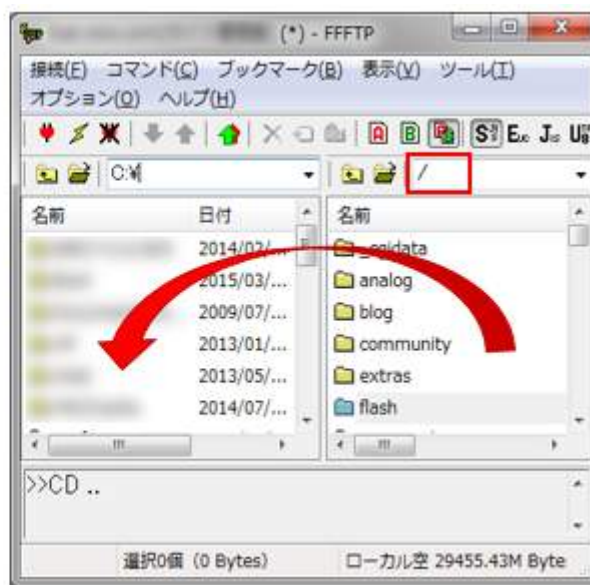 (*) - FFFTP
接続(F) コマンド(C) ブックマーク(B) 表示(V) ツール(T)
オプション(O) ヘルプ(H)
A B S J Euc Jis U8
C:¥ /
名前 日付 名前
2014/02/... _cgidata
2015/03/... analog
2009/07/... blog
2013/01/... community
2013/05/... extras
2014/07/... flash
>>CD ..
選択0個 (0 Bytes) ローカル空 29455.43M Byte